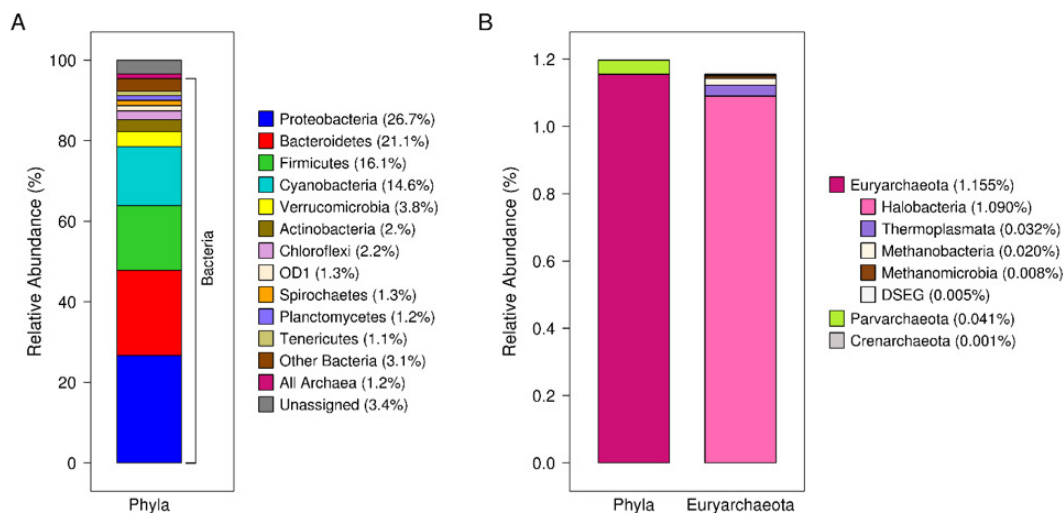 A
Relative Abundance (%)
100
80
60
40
20
0
Phyla
Bacteria
Proteobacteria (26.7%)
Bacteroidetes (21.1%)
Firmicutes (16.1%)
Cyanobacteria (14.6%)
Verrucomicrobia (3.8%)
Actinobacteria (2.%)
Chloroflexi (2.2%)
OD1 (1.3%)
Spirochaetes (1.3%)
Planctomycetes (1.2%)
Tenericutes (1.1%)
Other Bacteria (3.1%)
All Archaea (1.2%)
Unassigned (3.4%)
B
Relative Abundance (%)
1.2
1.0
0.8
0.6
0.4
0.2
0.0
Phyla Euryarchaeota
Euryarchaeota (1.155%)
Halobacteria (1.090%)
Thermoplasmata (0.032%)
Methanobacteria (0.020%)
Methanomicrobia (0.008%)
DSEG (0.005%)
Parvarchaeota (0.041%)
Crenarchaeota (0.001%)